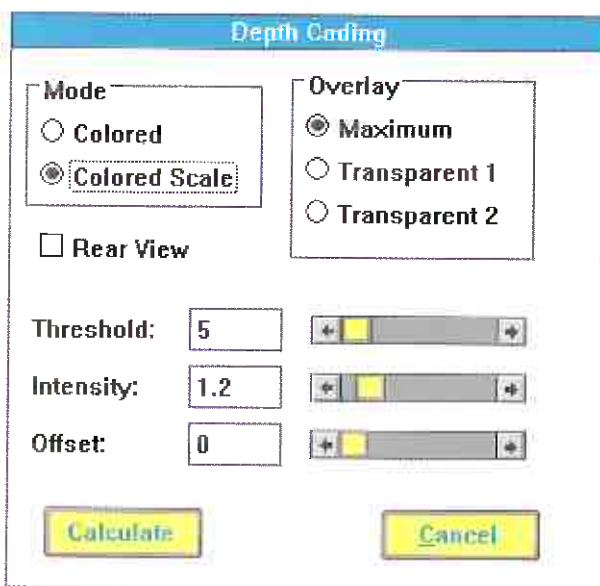 Depth Coding
Mode
Colored
Colored Scale
Overlay
Maximum
Transparent 1
Transparent 2
Rear View
Threshold: 5
Intensity: 1.2
Offset: 0
Calculate
Cancel